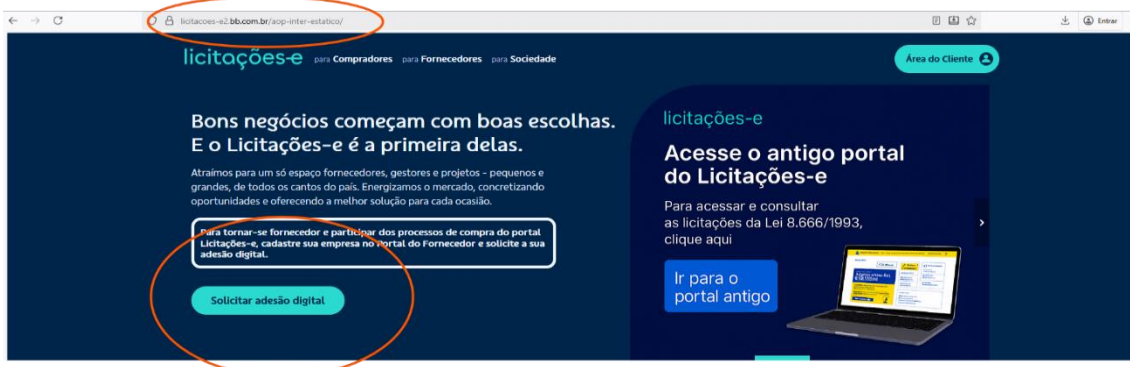 licitacoes-e2.bb.com.br/aop-inter-estatico/
Entrar
licitações-e para Compradores para Fornecedores para Sociedade
Área do Cliente
Bons negócios começam com boas escolhas.
E o Licitações-e é a primeira delas.
Atraímos para um só espaço fornecedores, gestores e projetos - pequenos e
grandes, de todos os cantos do país. Energizamos o mercado, concretizando
oportunidades e oferecendo a melhor solução para cada ocasião.
Para tornar-se fornecedor e participar dos processos de compra do portal
Licitações-e, cadastre sua empresa no Portal do Fornecedor e solicite a sua
adesão digital.
Solicitar adesão digital
licitações-e
Acesse o antigo portal
do Licitações-e
Para acessar e consultar
as licitações da Lei 8.666/1993,
clique aqui
Ir para o
portal antigo